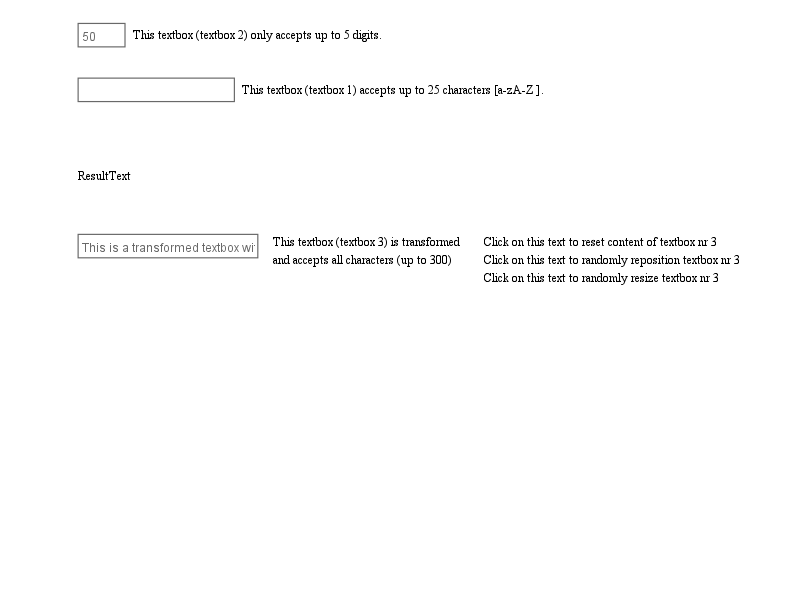 50 This textbox (textbox 2) only accepts up to 5 digits.
This textbox (textbox 1) accepts up to 25 characters [a-zA-Z ].
ResultText
This is a transformed textbox
This textbox (textbox 3) is transformed
and accepts all characters (up to 300)
Click on this text to reset content of textbox nr 3
Click on this text to randomly reposition textbox nr 3
Click on this text to randomly resize textbox nr 3